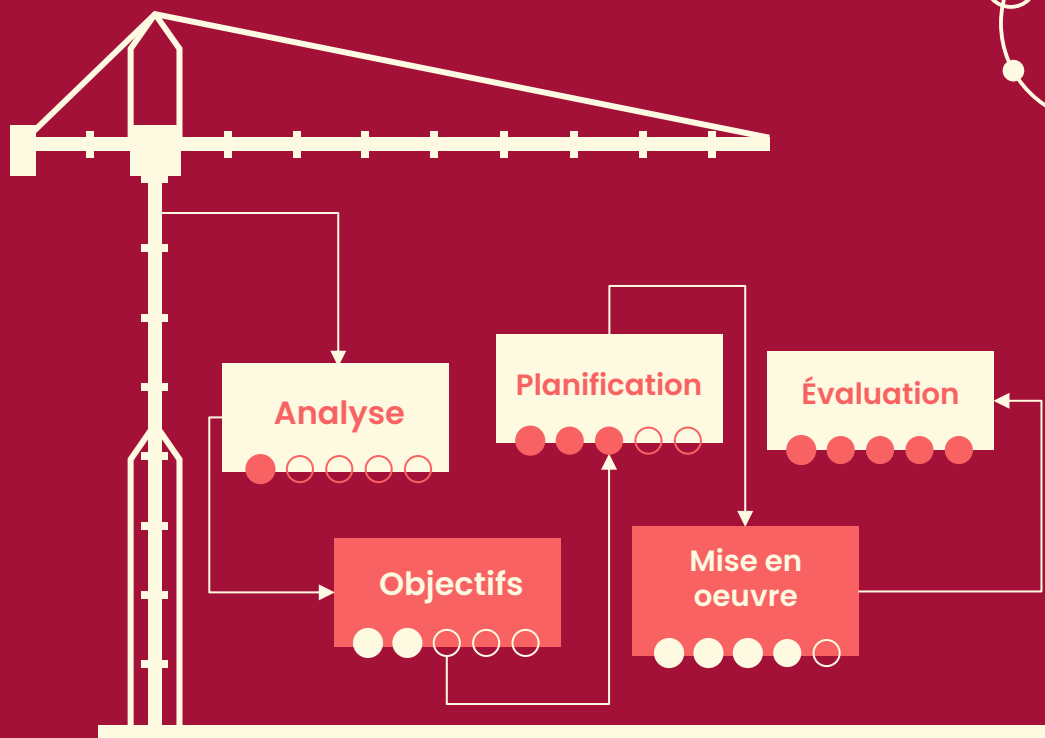 Analyse
Objectifs
Planification
Mise en
oeuvre
Évaluation